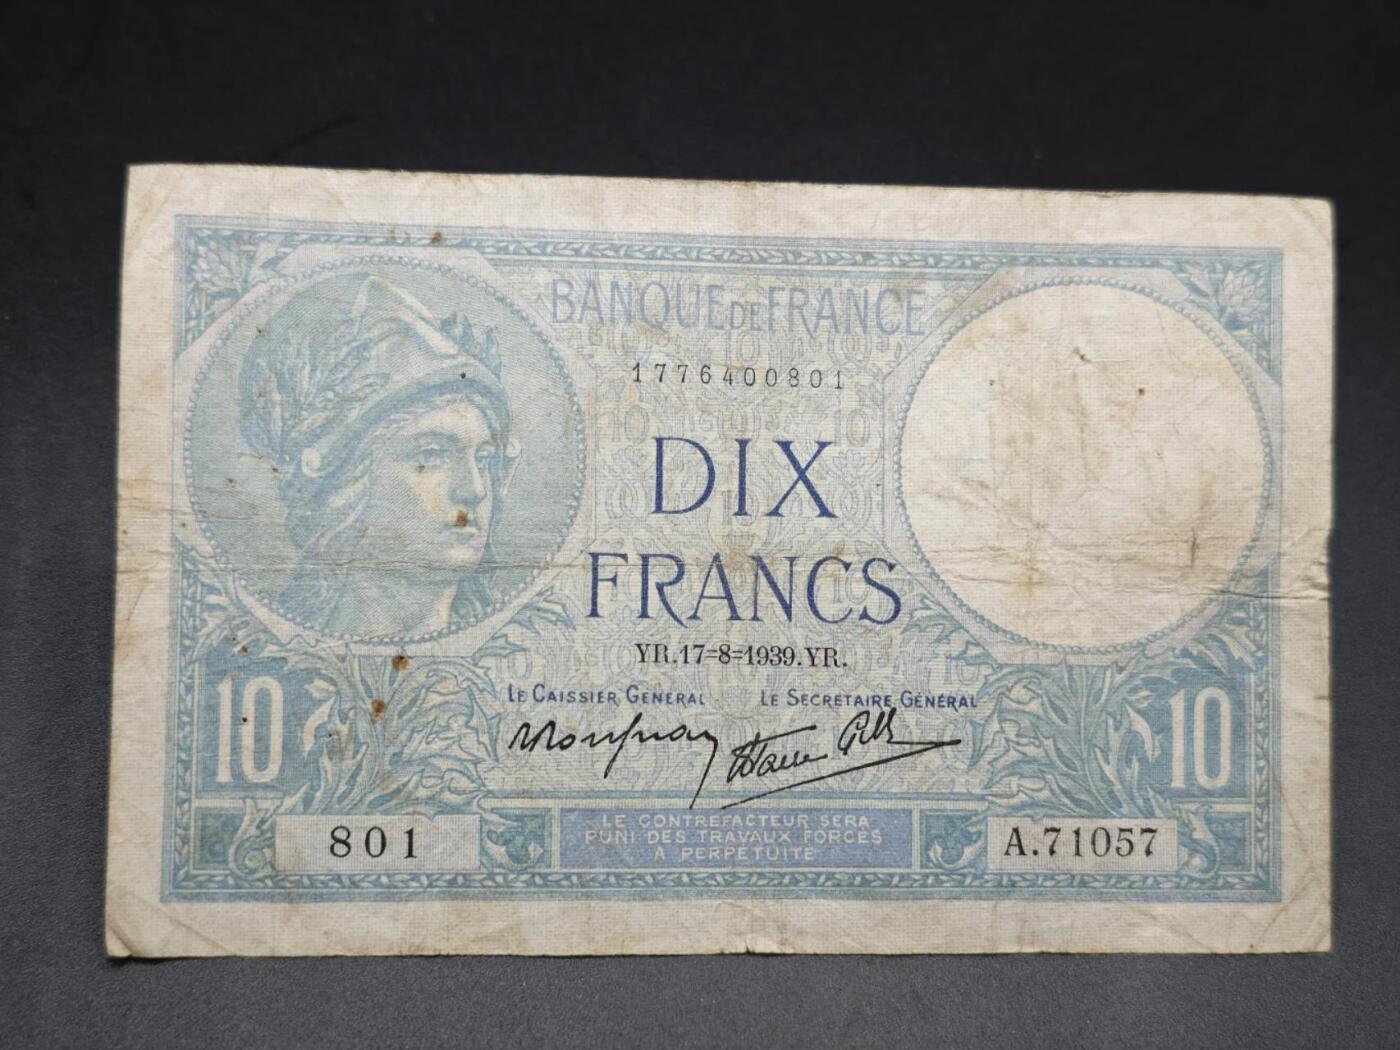 BANQUE DE FRANCE
1776400801
DIX
FRANCS
YR.17=8=1939.YR.
LE CAISSIER GÉNÉRAL LE SECRÉTAIRE GÉNÉRAL
10 10
801 A.71057
LE CONTREFACTEUR SERA
PUNI DES TRAVAUX FORCÉS
A PERPÉTUITÉ